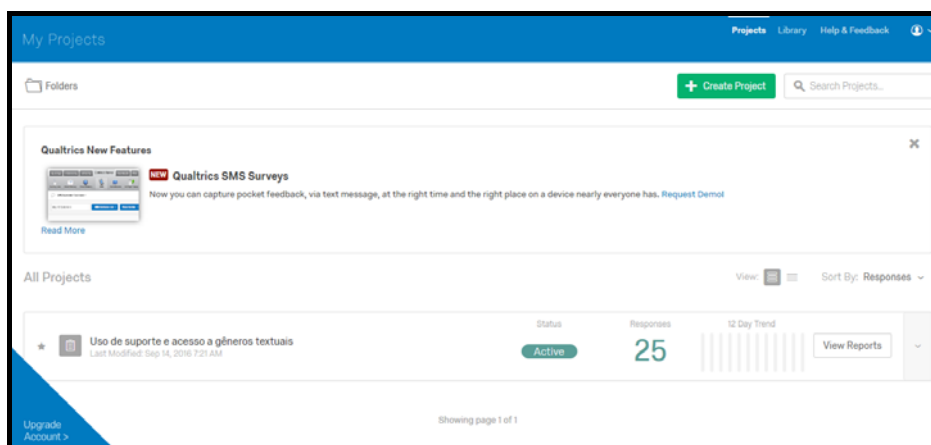 My Projects
Projects Library Help & Feedback
Folders
Create Project
Search Projects...
Qualtrics New Features
NEW Qualtrics SMS Surveys
Now you can capture pocket feedback, via text message, at the right time and the right place on a device nearly everyone has. Request Demo!
Read More
All Projects
View: Sort By: Responses
Status Responses 12 Day Trend
Uso de suporte e acesso a gêneros textuais
Last Modified: Sep 14, 2016 7:21 AM
Active 25 View Reports
Showing page 1 of 1
Upgrade
Account >